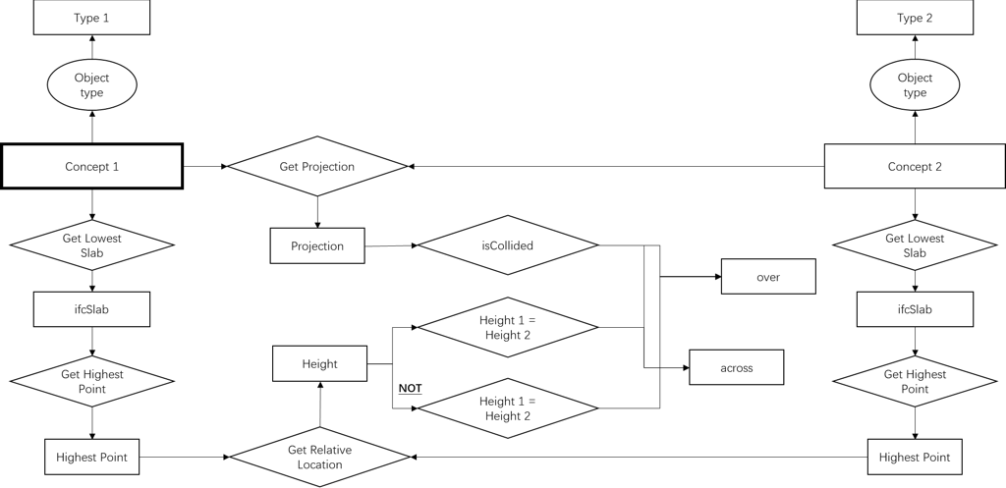 Type 1
Type 2
Object
type
Object
type
Concept 1
Get Projection
Concept 2
Get Lowest
Slab
Projection
isCollided
Get Lowest
Slab
over
ifcSlab
Height 1 =
Height 2
ifcSlab
Height
across
Get Highest
Point
NOT
Height 1 =
Height 2
Get Highest
Point
Highest Point
Get Relative
Location
Highest Point